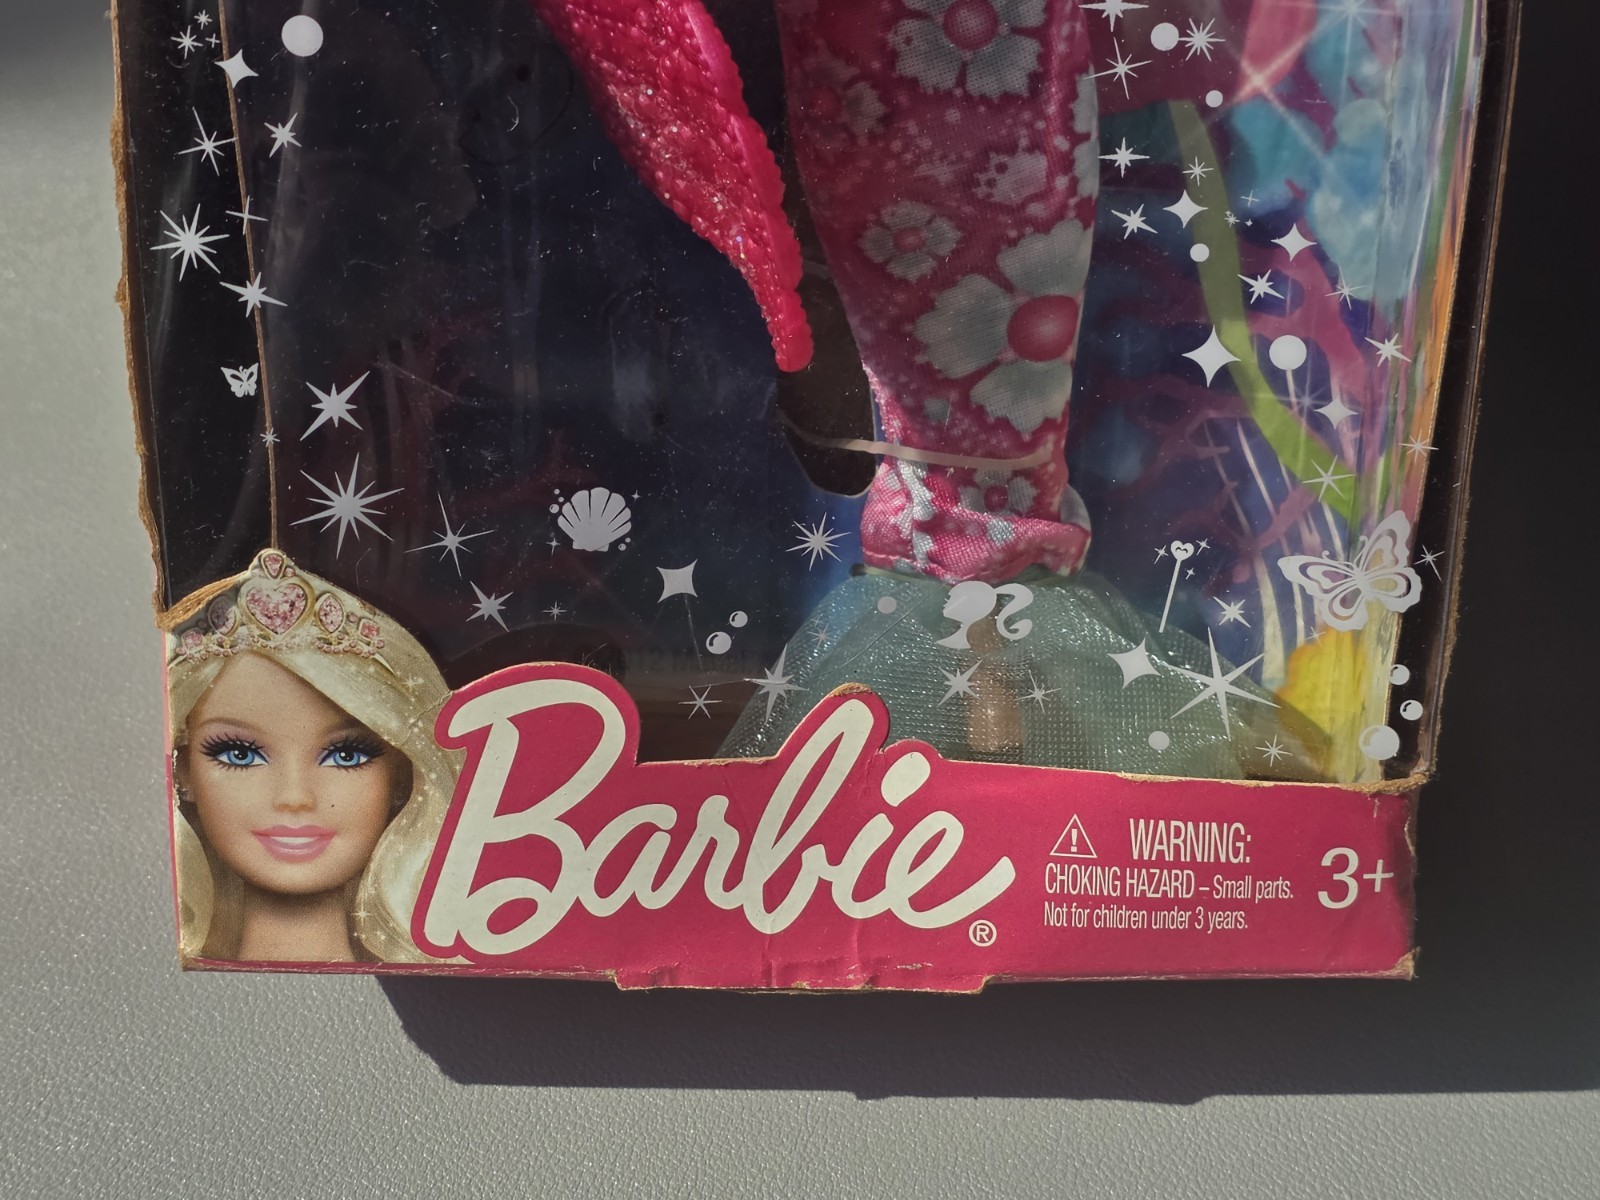 Barbie®
WARNING:
CHOKING HAZARD – Small parts.
Not for children under 3 years.
3+